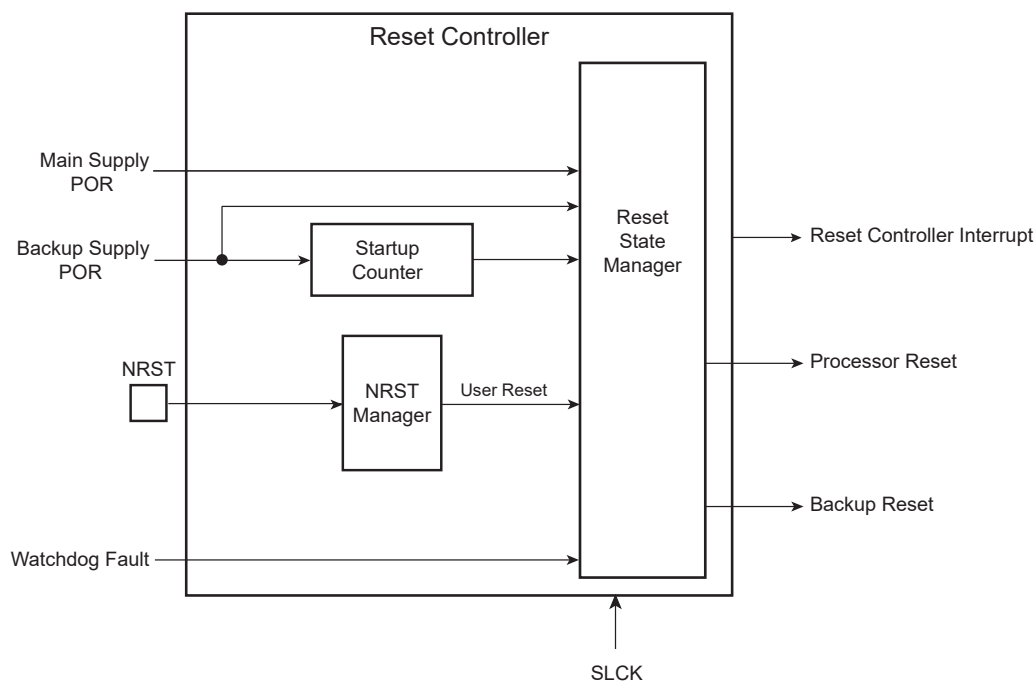 Reset Controller
Main Supply
POR
Backup Supply
POR
Startup
Counter
Reset
State
Manager
Reset Controller Interrupt
NRST
NRST
Manager
User Reset
Processor Reset
Backup Reset
Watchdog Fault
SLCK